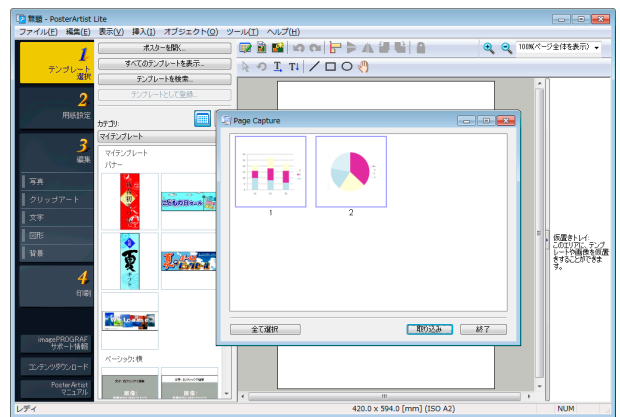 無題 - PosterArtist Lite
ファイル(F) 編集(E) 表示(V) 挿入(I) オブジェクト(O) ツール(T) ヘルプ(H)
1
テンプレート
選択
2
用紙設定
3
編集
写真
クリップアート
文字
図形
背景
4
印刷
imagePROGRAF
サポート情報
コンテンツダウンロード
PosterArtist
マニュアル
ポスターを開く...
すべてのテンプレートを表示...
テンプレートを検索...
テンプレートとして登録...
カテゴリ:
マイテンプレート
マイテンプレート
バナー
夏
ベーシック:横
画像
画像
100%(ページ全体を表示)
Page Capture
1
2
全て選択
取り込み
終了
仮置きトレイ:
このエリアに、テンプ
レートや画像を仮置
きすることができま
す。
レディ
420.0 x 594.0 [mm] (ISO A2)
NUM